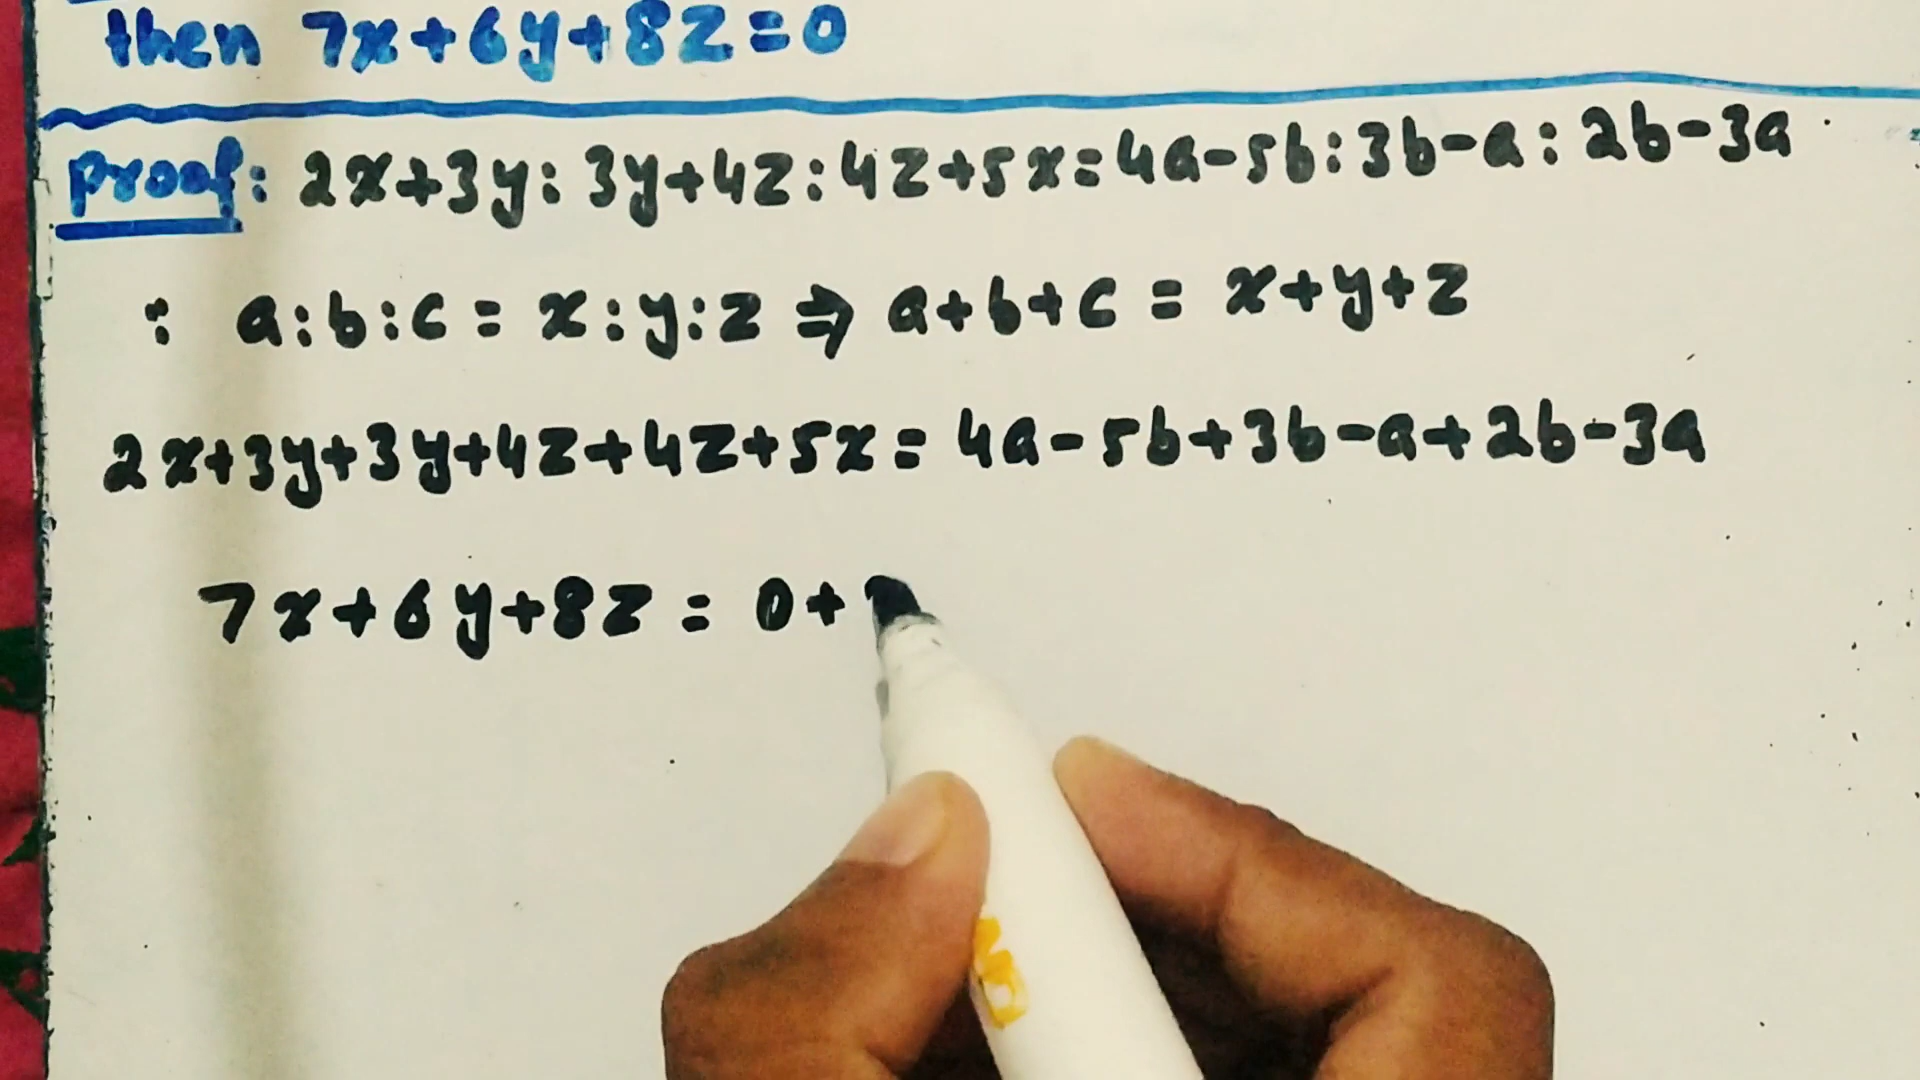 then 7x+6y+8z=0
proof: 2x+3y:3y+4z:4z+5x=4a-5b:3b-a:2b-3a
∵ a:b:c=x:y:z⇒a+b+c=x+y+z
2x+3y+3y+4z+4z+5x=4a-5b+3b-a+2b-3a
7x+6y+8z=0+